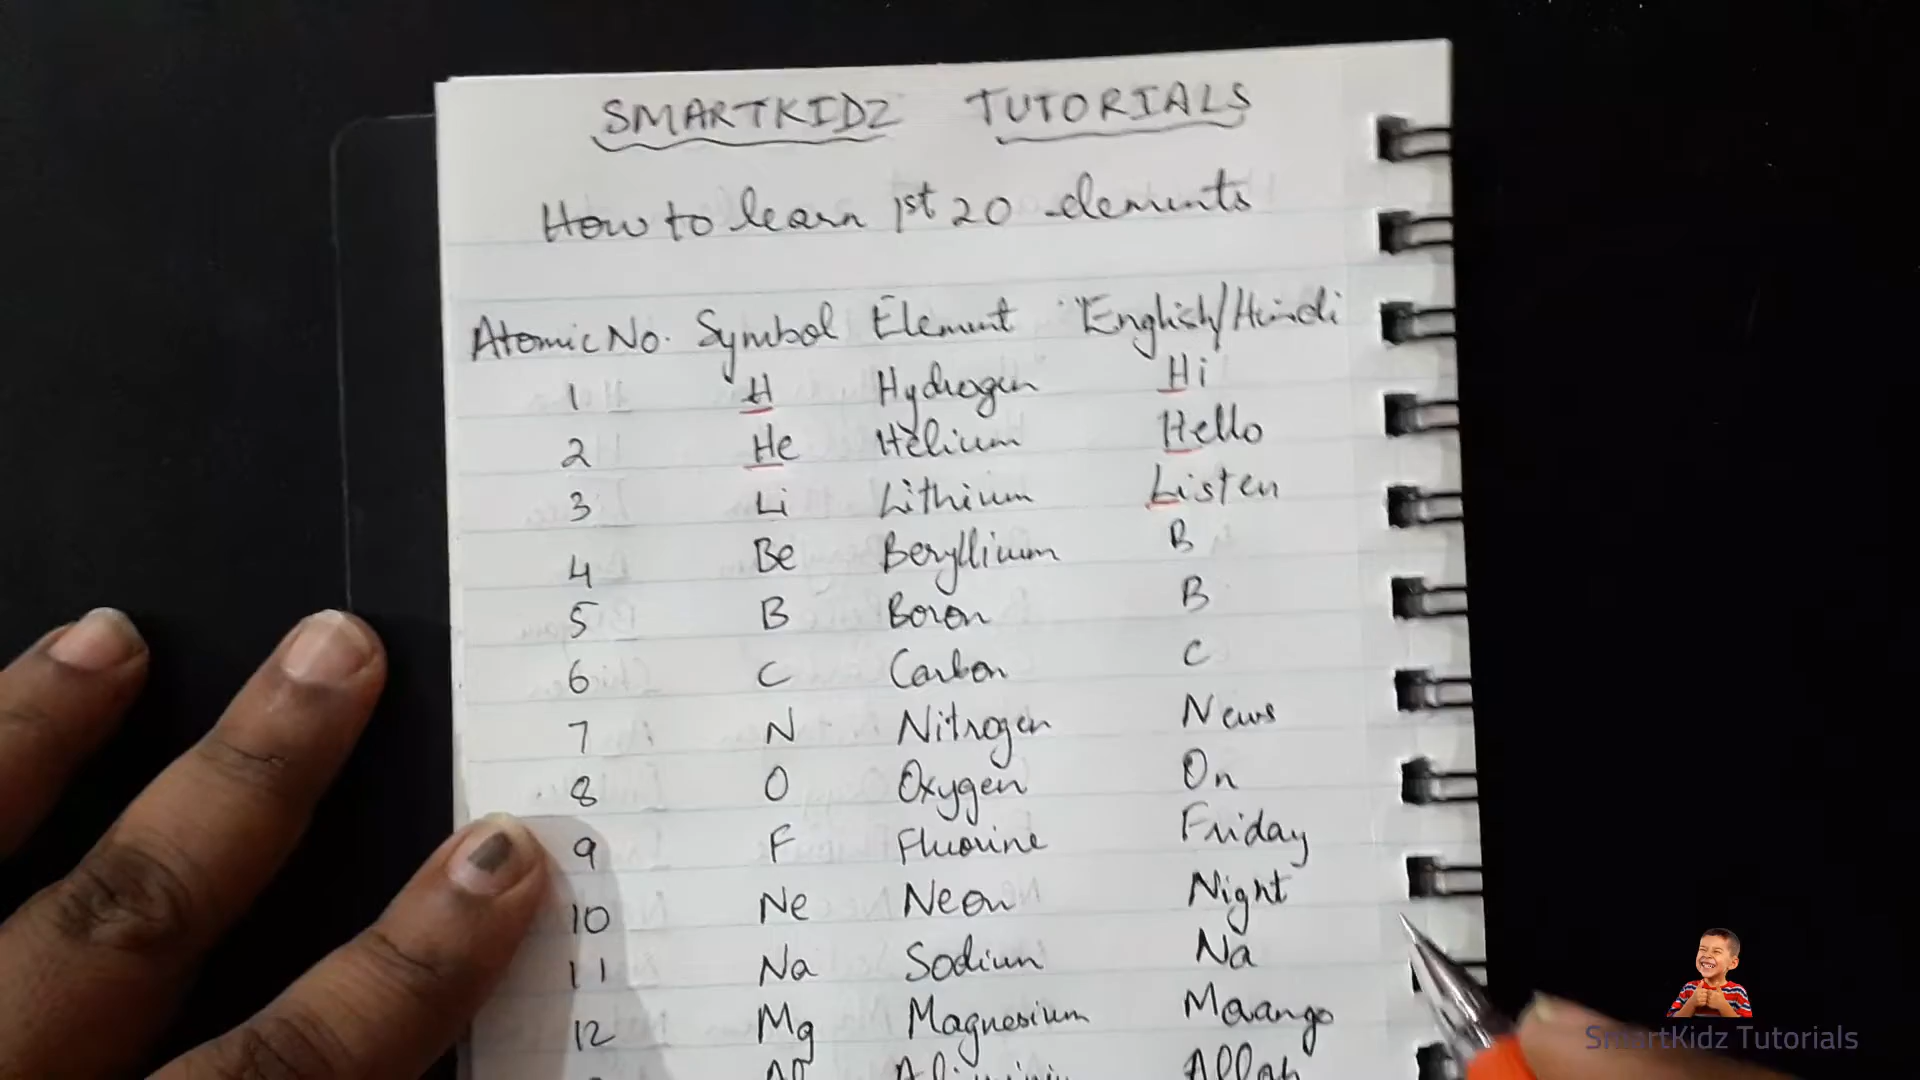 SMARTKIDZ TUTORIALS
How to learn 1st 20 elements
Atomic No. Symbol Element English/Hindi
1 H Hydrogen Hi
2 He Helium Hello
3 Li Lithium Listen
4 Be Beryllium B
5 B Boron B
6 C Carbon C
7 N Nitrogen News
8 O Oxygen On
9 F Fluorine Friday
10 Ne Neon Night
11 Na Sodium Na
12 Mg Magnesium Maango
Al Allah
SmartKidz Tutorials